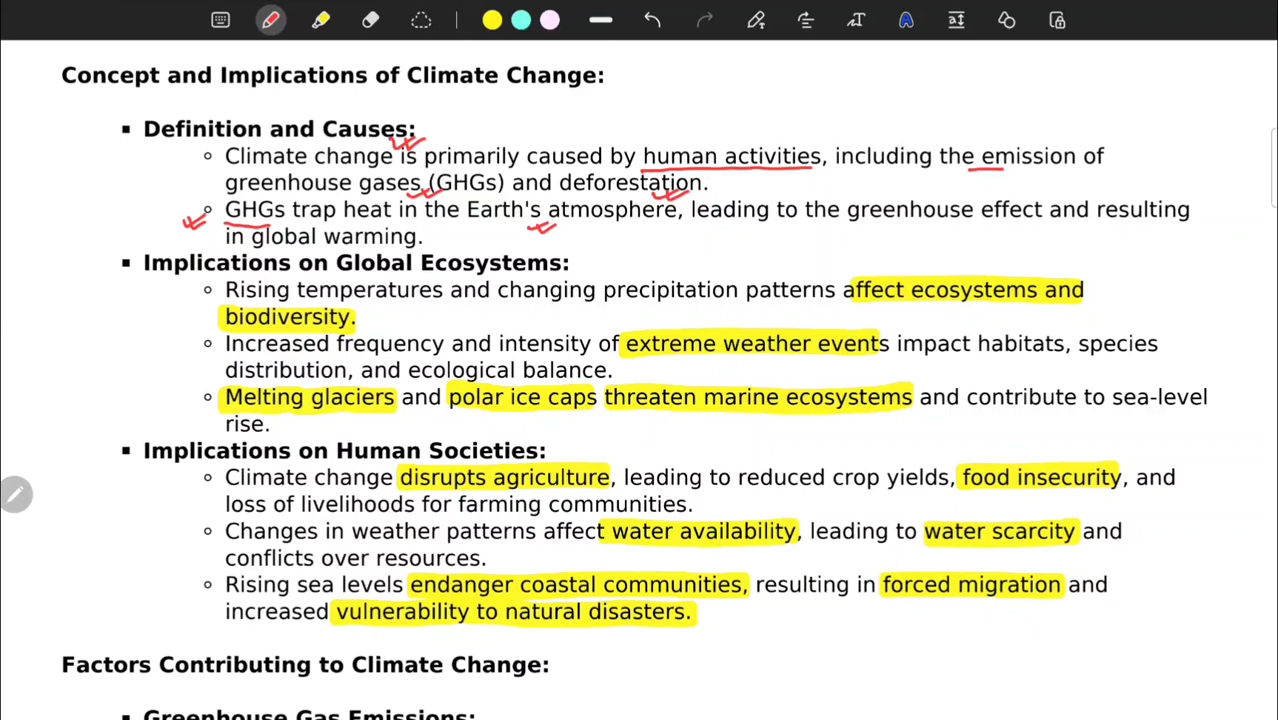 Concept and Implications of Climate Change:
▪ Definition and Causes:
◦ Climate change is primarily caused by human activities, including the emission of
greenhouse gases (GHGs) and deforestation.
◦ GHGs trap heat in the Earth's atmosphere, leading to the greenhouse effect and resulting
in global warming.
▪ Implications on Global Ecosystems:
◦ Rising temperatures and changing precipitation patterns affect ecosystems and
biodiversity.
◦ Increased frequency and intensity of extreme weather events impact habitats, species
distribution, and ecological balance.
◦ Melting glaciers and polar ice caps threaten marine ecosystems and contribute to sea-level
rise.
▪ Implications on Human Societies:
◦ Climate change disrupts agriculture, leading to reduced crop yields, food insecurity, and
loss of livelihoods for farming communities.
◦ Changes in weather patterns affect water availability, leading to water scarcity and
conflicts over resources.
◦ Rising sea levels endanger coastal communities, resulting in forced migration and
increased vulnerability to natural disasters.
Factors Contributing to Climate Change:
▪ Greenhouse Gas Emissions: